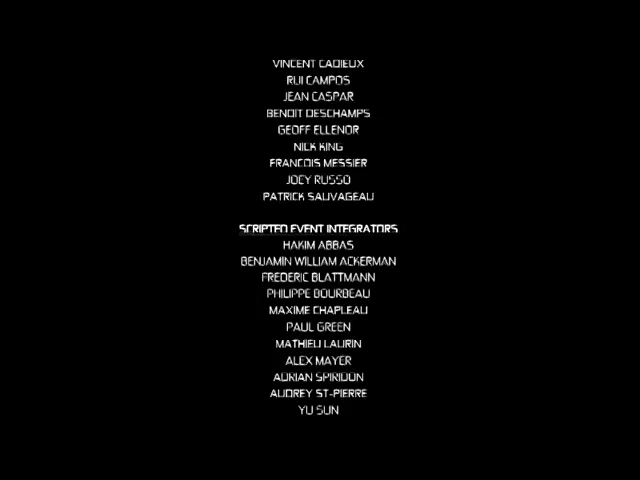 VINCENT CADIEUX
RUI CAMPOS
JEAN CASPAR
BENOIT DESCHAMPS
GEOFF ELLENOR
NICK KING
FRANCOIS MESSIER
JOEY RUSSO
PATRICK SAUVAGEAU
SCRIPTED EVENT INTEGRATORS
HAKIM ABBAS
BENJAMIN WILLIAM ACKERMAN
FREDERIC BLATTMANN
PHILIPPE BOURBEAU
MAXIME CHAPLEAU
PAUL GREEN
MATHIEU LAURIN
ALEX MAYER
ADRIAN SPIRIDON
AUDREY ST-PIERRE
YU SUN